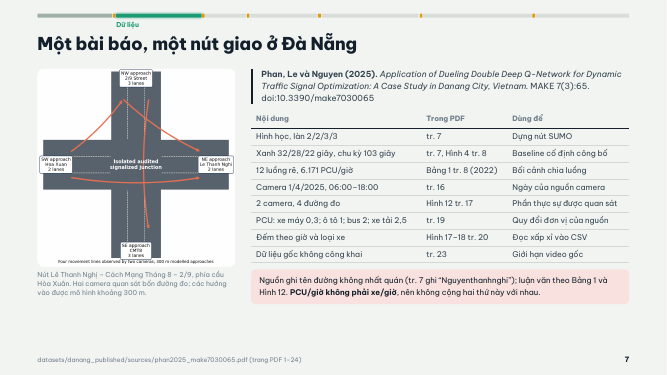 Dữ liệu
Một bài báo, một nút giao ở Đà Nẵng
NW approach
2/9 Street
3 lanes
SW approach
Hoa Xuan
2 lanes
Isolated audited
signalized junction
NE approach
Le Thanh Nghi
2 lanes
SE approach
CMT8
3 lanes
Four movement lines observed by two cameras; 300 m modelled approaches
Nút Lê Thanh Nghị – Cách Mạng Tháng 8 – 2/9, phía cầu
Hòa Xuân. Hai camera quan sát bốn đường đo; các hướng
vào được mô hình khoảng 300 m.
Phan, Le và Nguyen (2025). Application of Dueling Double Deep Q-Network for Dynamic
Traffic Signal Optimization: A Case Study in Danang City, Vietnam. MAKE 7(3):65.
doi:10.3390/make7030065
Nội dung Trong PDF Dùng để
Hình học, làn 2/2/3/3 tr. 7 Dựng nút SUMO
Xanh 32/28/22 giây, chu kỳ 103 giây tr. 7, Hình 4 tr. 8 Baseline cố định công bố
12 luồng rẽ, 6.171 PCU/giờ Bảng 1 tr. 8 (2022) Bối cảnh chia luồng
Camera 1/4/2025, 06:00–18:00 tr. 16 Ngày của nguồn camera
2 camera, 4 đường đo Hình 12 tr. 17 Phần thực sự được quan sát
PCU: xe máy 0,3; ô tô 1; bus 2; xe tải 2,5 tr. 19 Quy đổi đơn vị của nguồn
Đếm theo giờ và loại xe Hình 17–18 tr. 20 Đọc xấp xỉ vào CSV
Dữ liệu gốc không công khai tr. 23 Giới hạn video gốc
Nguồn ghi tên đường không nhất quán (tr. 7 ghi “Nguyenthanhnghi”); luận văn theo Bảng 1 và
Hình 12. PCU/giờ không phải xe/giờ, nên không cộng hai thứ này với nhau.
datasets/danang_published/sources/phan2025_make7030065.pdf (trang PDF 1–24)
7